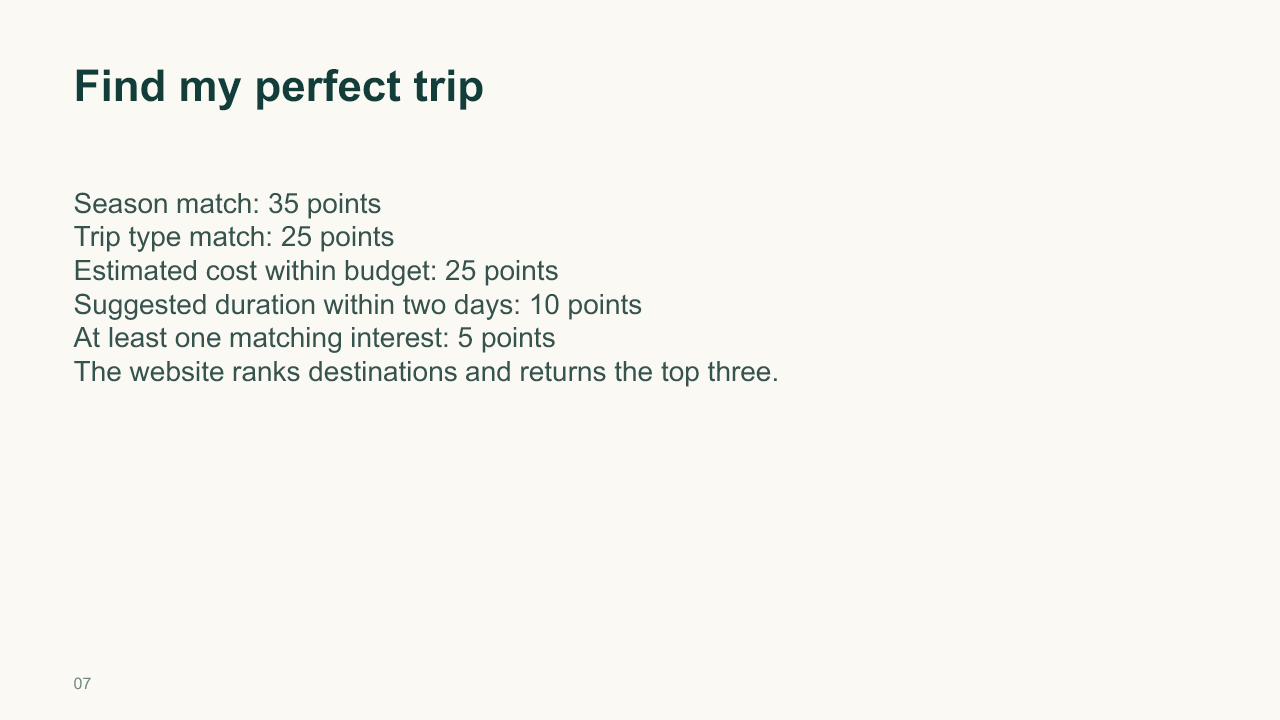 Find my perfect trip
Season match: 35 points
Trip type match: 25 points
Estimated cost within budget: 25 points
Suggested duration within two days: 10 points
At least one matching interest: 5 points
The website ranks destinations and returns the top three.
07